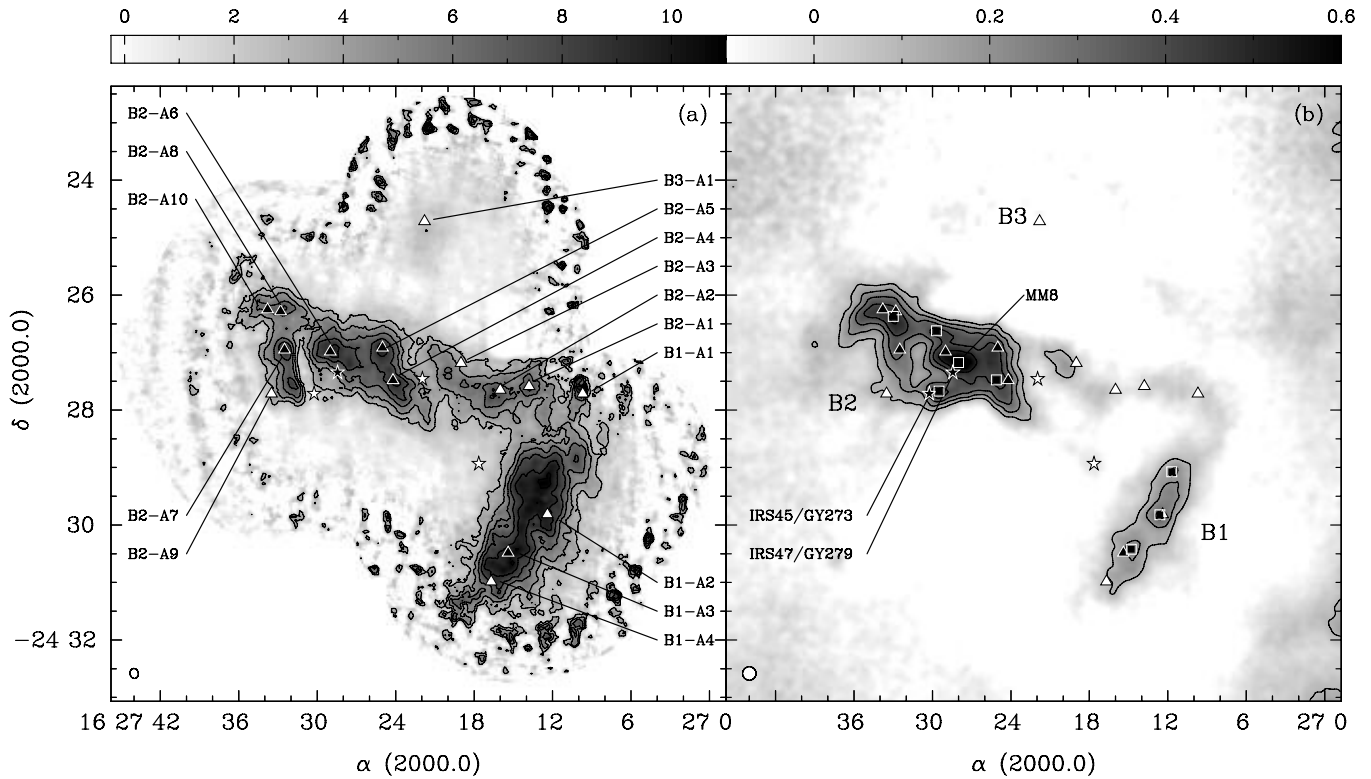 0 2 4 6 8 10
0 0.2 0.4 0.6
(a)
B2-A6
B2-A8
B2-A10
B3-A1
B2-A5
B2-A4
B2-A3
B2-A2
B2-A1
B1-A1
B2-A7
B2-A9
B1-A2
B1-A3
B1-A4
(b)
B3
MM8
B2
IRS45/GY273
IRS47/GY279
B1
24
26
28
30
−24 32
δ (2000.0)
16 27 42 36 30 24 18 12 6 27 0
36 30 24 18 12 6 27 0
α (2000.0)
α (2000.0)